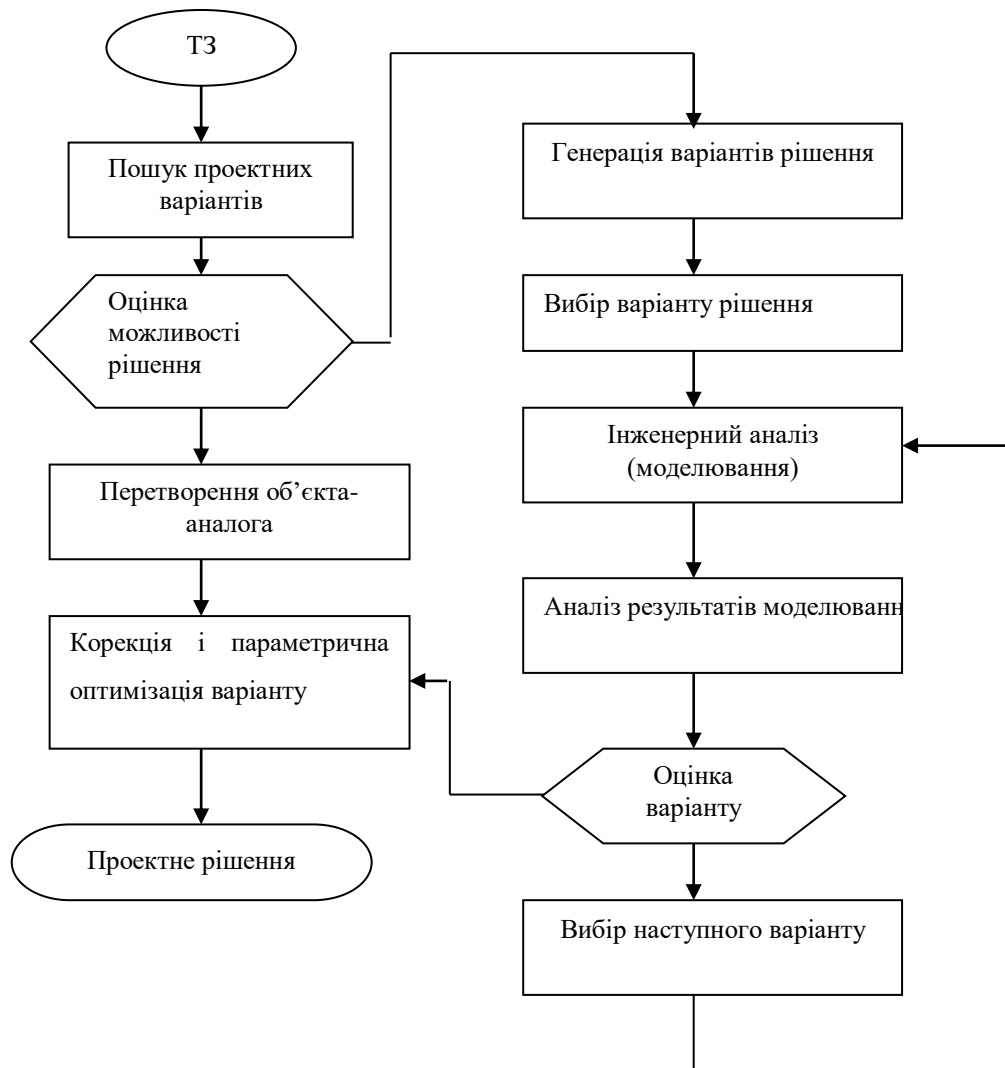 ТЗ
Пошук проектних
варіантів
Оцінка
можливості
рішення
Перетворення об’єкта-
аналога
Корекція і параметрична
оптимізація варіанту
Проектне рішення
Генерація варіантів рішення
Вибір варіанту рішення
Інженерний аналіз
(моделювання)
Аналіз результатів моделюванн
Оцінка
варіанту
Вибір наступного варіанту